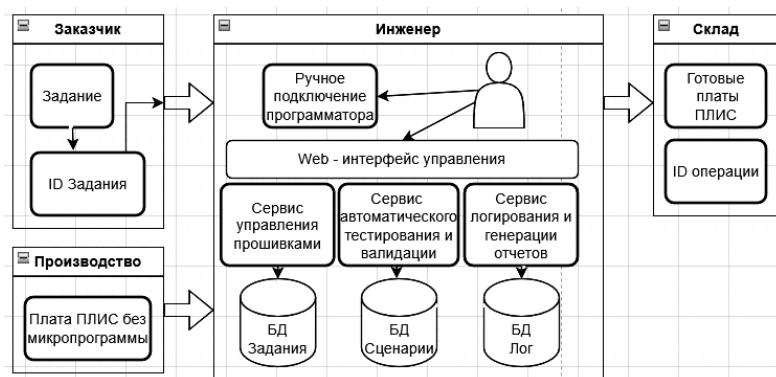 Заказчик
Задание
ID Задания
Производство
Плата ПЛИС без
микропрограммы
Инженер
Ручное
подключение
программатора
Web - интерфейс управления
Сервис
управления
прошивками
Сервис
автоматического
тестирования и
валидации
Сервис
логирования и
генерации
отчетов
БД
Задания
БД
Сценарии
БД
Лог
Склад
Готовые
платы
ПЛИС
ID операции